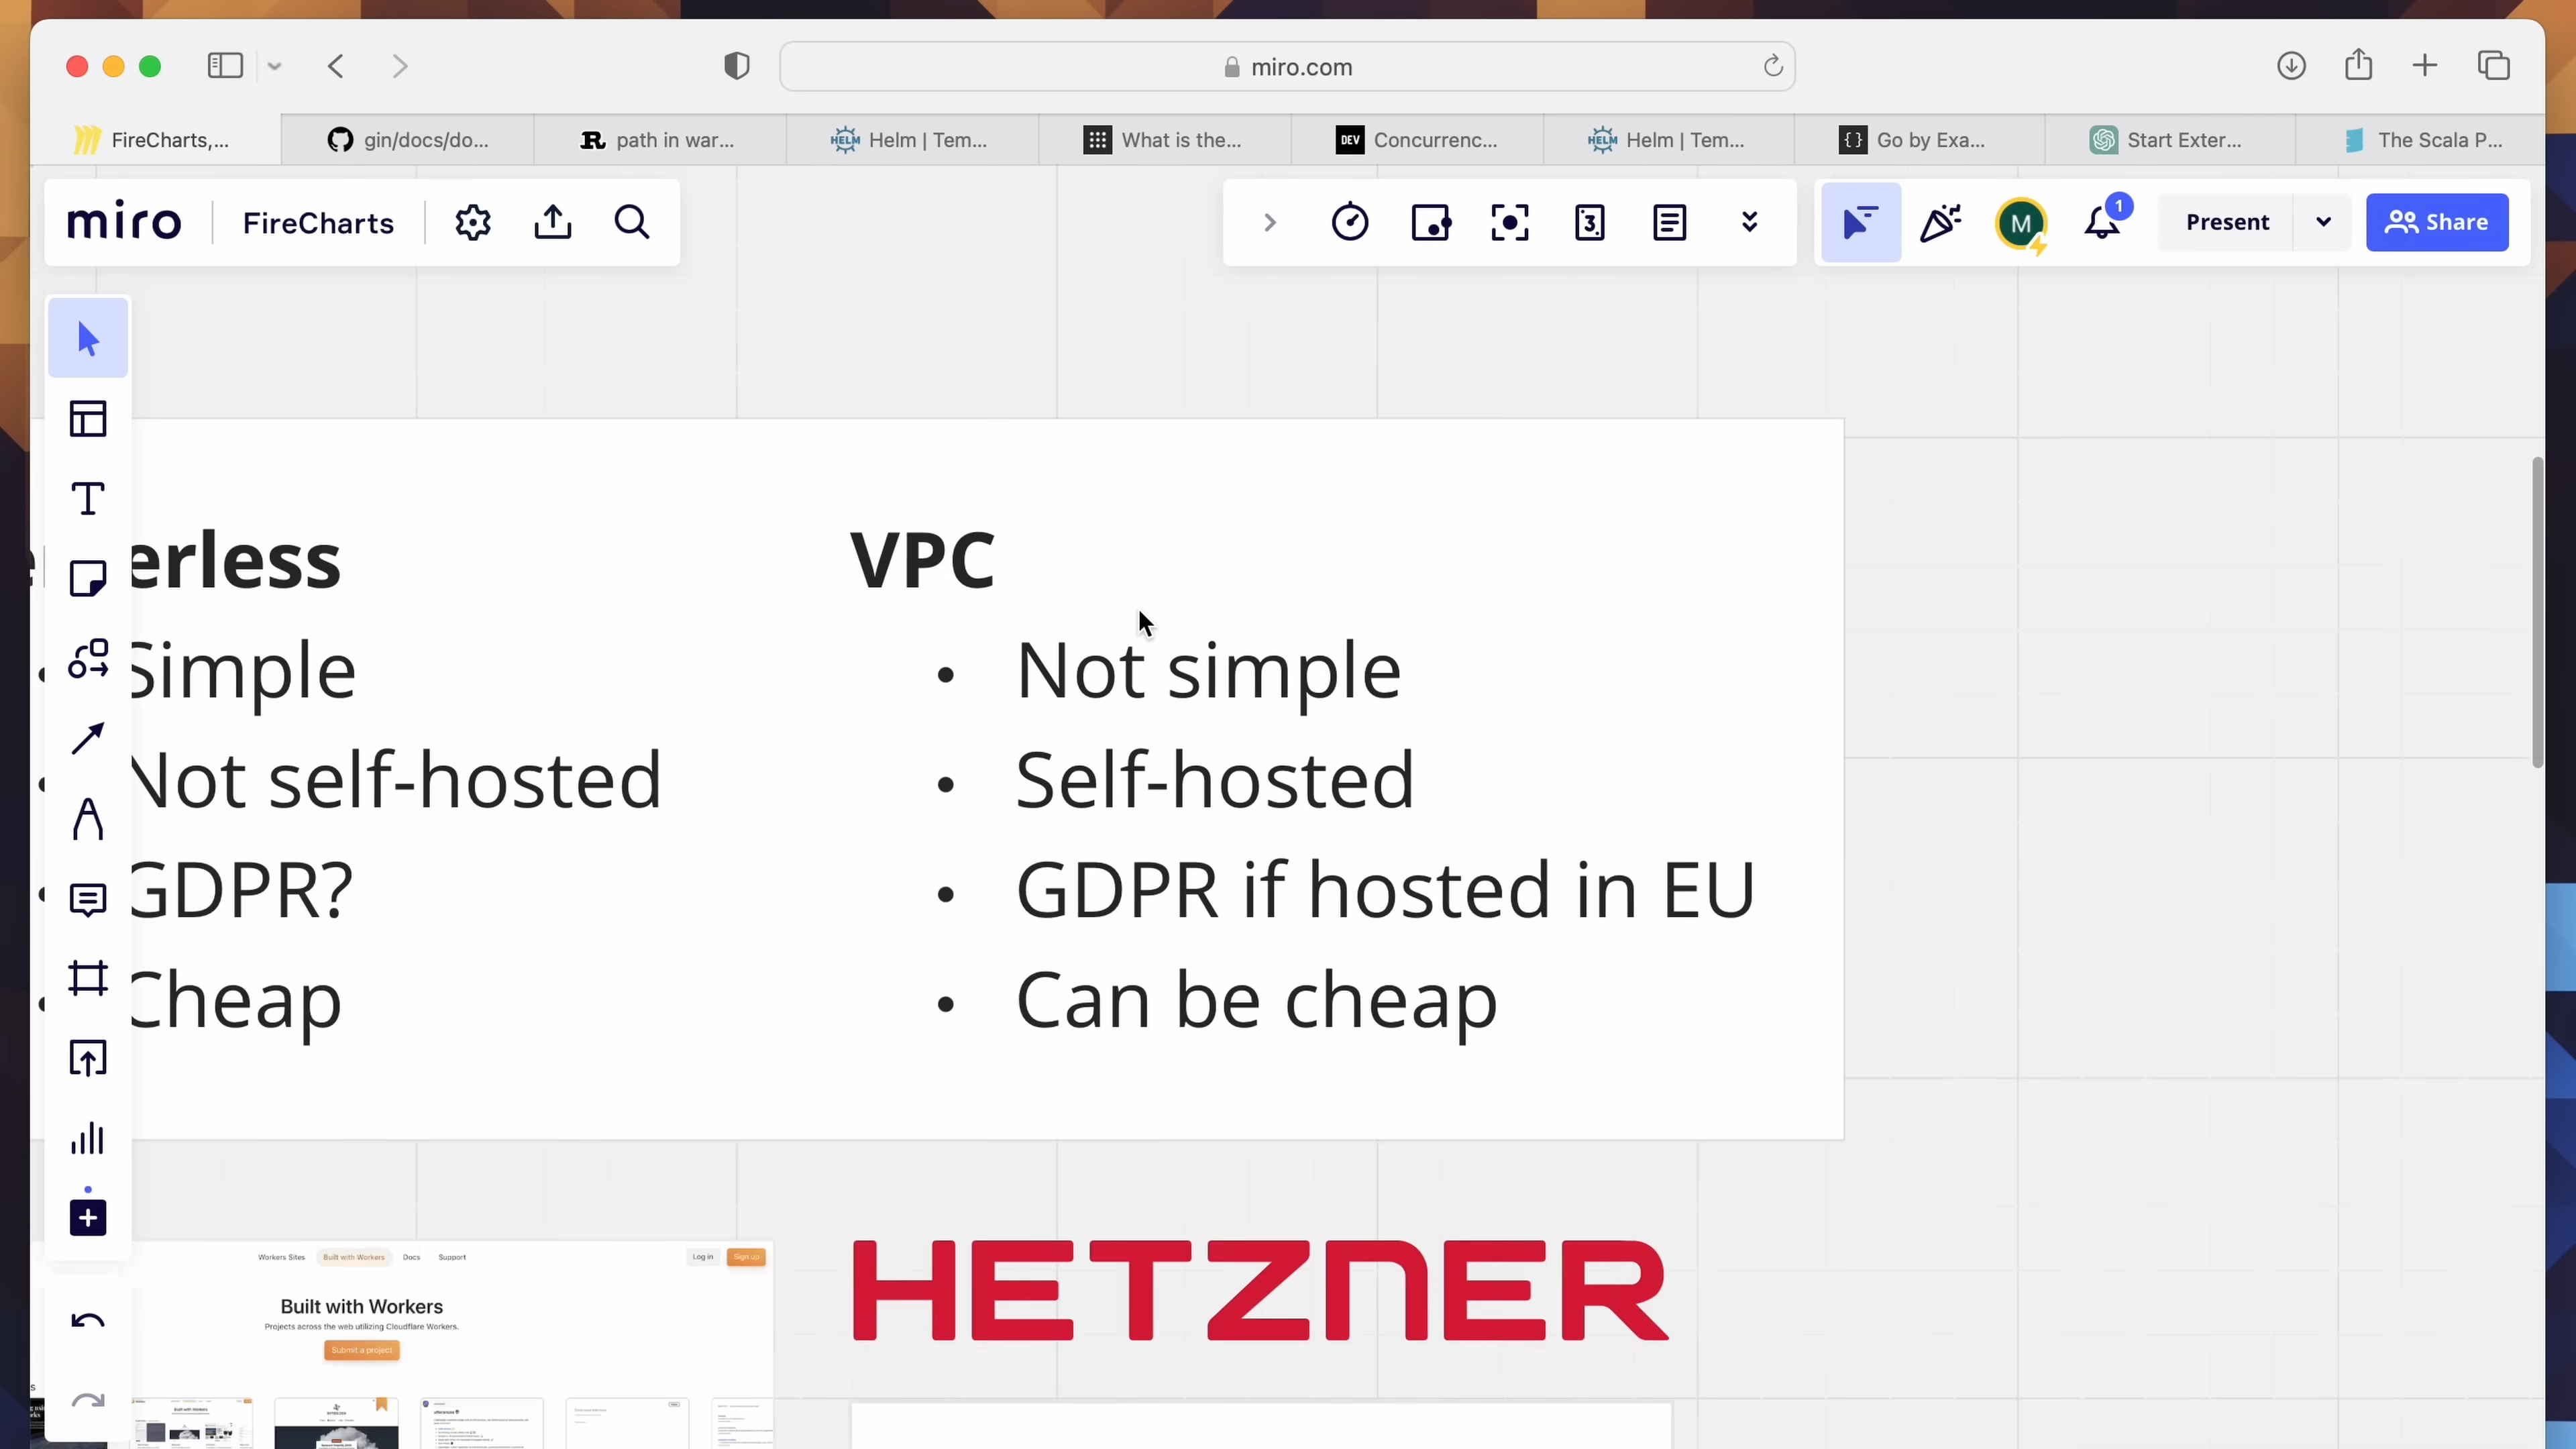 miro.com
FireCharts,...
gin/docs/do...
path in war...
Helm | Tem...
What is the...
DEV
Concurrenc...
Helm | Tem...
Go by Exa...
Start Exter...
The Scala P...
miro
FireCharts
3
M
1
Present
Share
erless
Simple
Not self-hosted
GDPR?
Cheap
VPC
• Not simple
• Self-hosted
• GDPR if hosted in EU
• Can be cheap
Workers Sites
Built with Workers
Docs
Support
Log in
Sign up
Built with Workers
Projects across the web utilizing Cloudflare Workers.
Submit a project
HETZNER